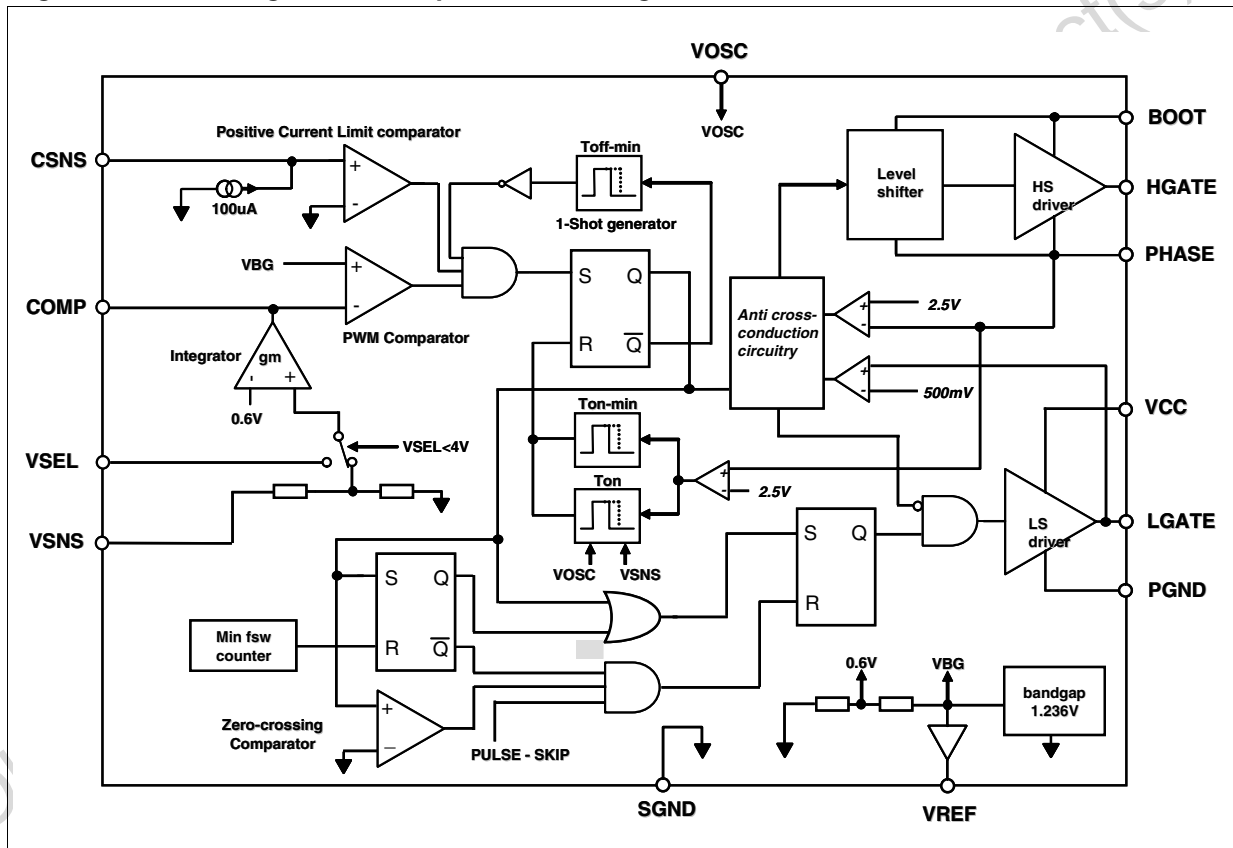 VOSC
VOSC
BOOT
Positive Current Limit comparator
Toff-min
CSNS
+
-
100uA
Level
shifter
HS
driver
HGATE
1-Shot generator
VBG
+
-
S
Q
PHASE
COMP
PWM Comparator
R
Q
Anti cross-
conduction
circuitry
+
-
2.5V
Integrator
gm
-
+
0.6V
+
-
500mV
Ton-min
VCC
VSEL<4V
VSEL
+
-
2.5V
Ton
VSNS
LS
driver
LGATE
VOSC
VSNS
S
Q
R
S
Q
R
Q
PGND
Min fsw
counter
+
−
Zero-crossing
Comparator
PULSE - SKIP
0.6V
VBG
bandgap
1.236V
SGND
VREF